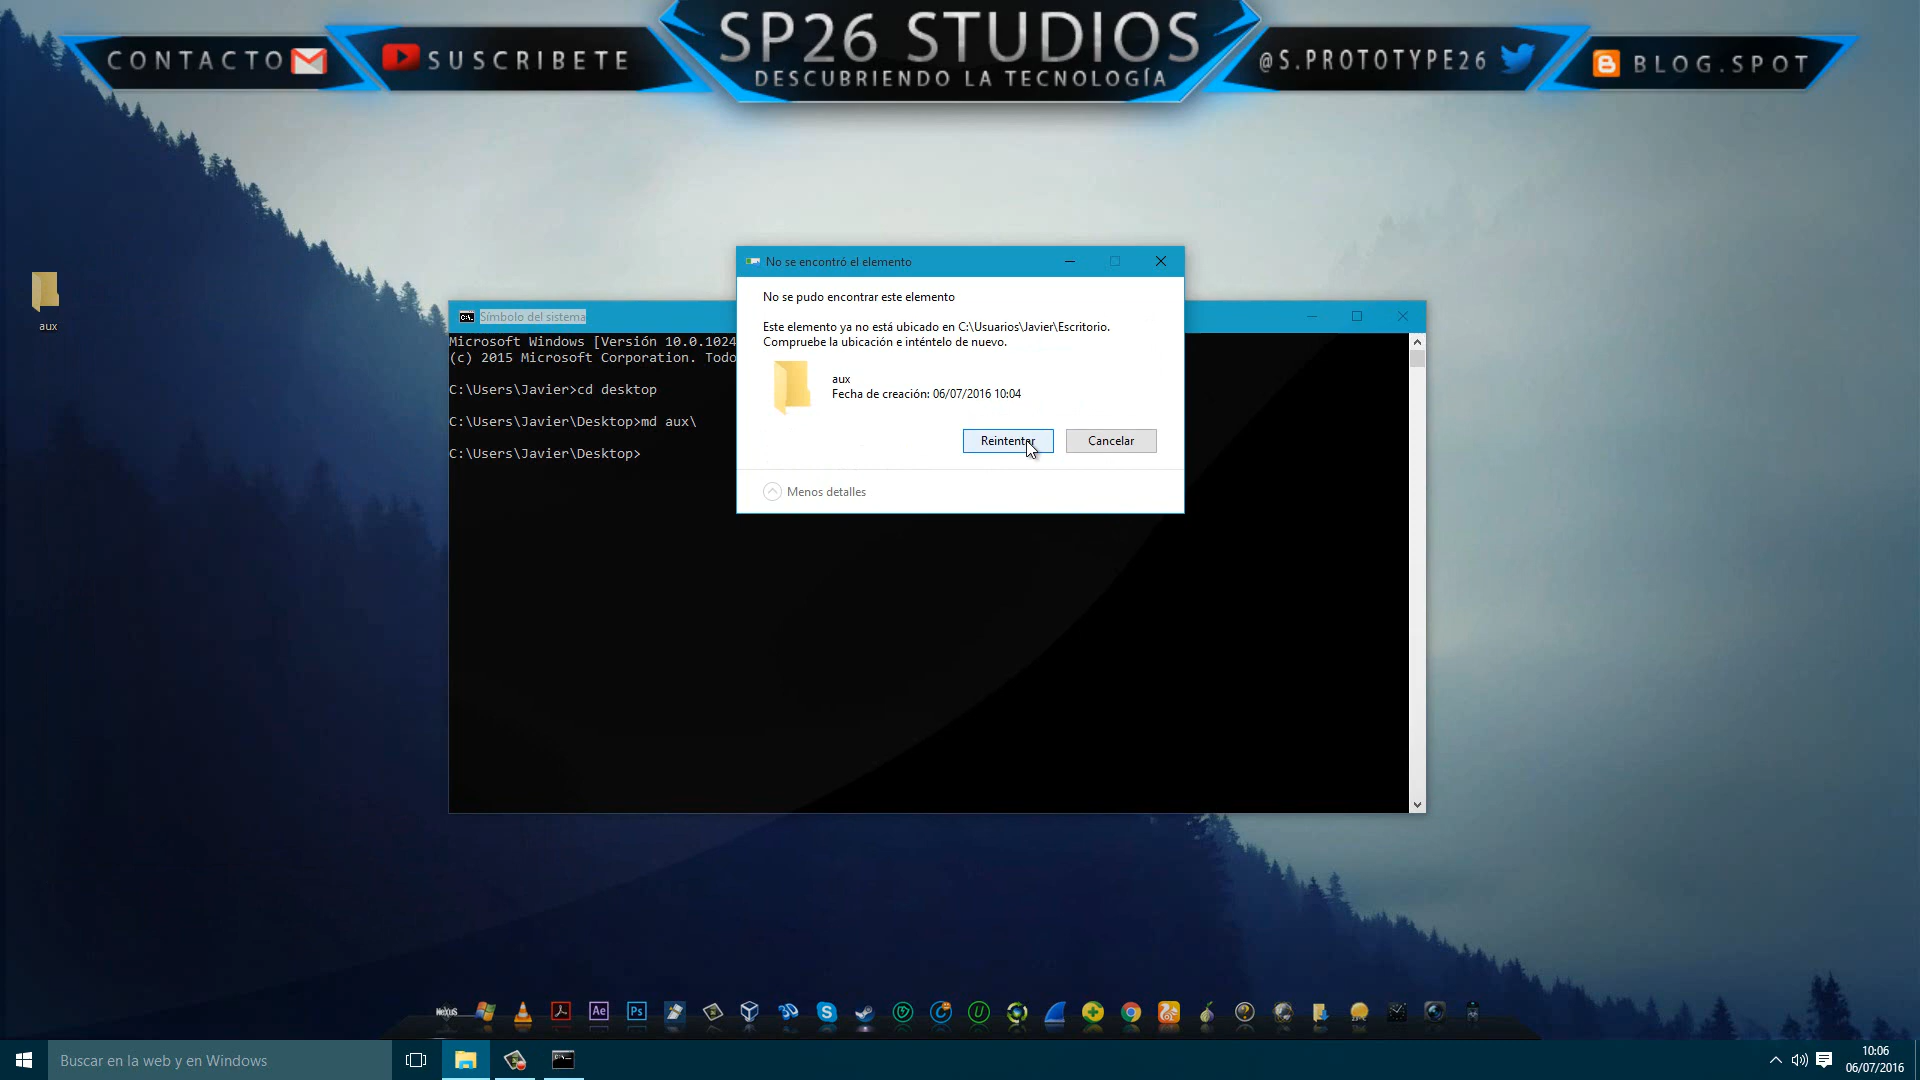 CONTACTO
SUSCRIBETE
SP26 STUDIOS
DESCUBRIENDO LA TECNOLOGÍA
@S.PROTOTYPE26
BLOG.SPOT
aux
No se encontró el elemento
No se pudo encontrar este elemento
Este elemento ya no está ubicado en C:\Usuarios\Javier\Escritorio.
Compruebe la ubicación e inténtelo de nuevo.
aux
Fecha de creación: 06/07/2016 10:04
Reintentar
Cancelar
Menos detalles
Símbolo del sistema
Microsoft Windows [Versión 10.0.1024
(c) 2015 Microsoft Corporation. Todo
C:\Users\Javier>cd desktop
C:\Users\Javier\Desktop>md aux\
C:\Users\Javier\Desktop>
Ae
Ps
Buscar en la web y en Windows
10:06
06/07/2016